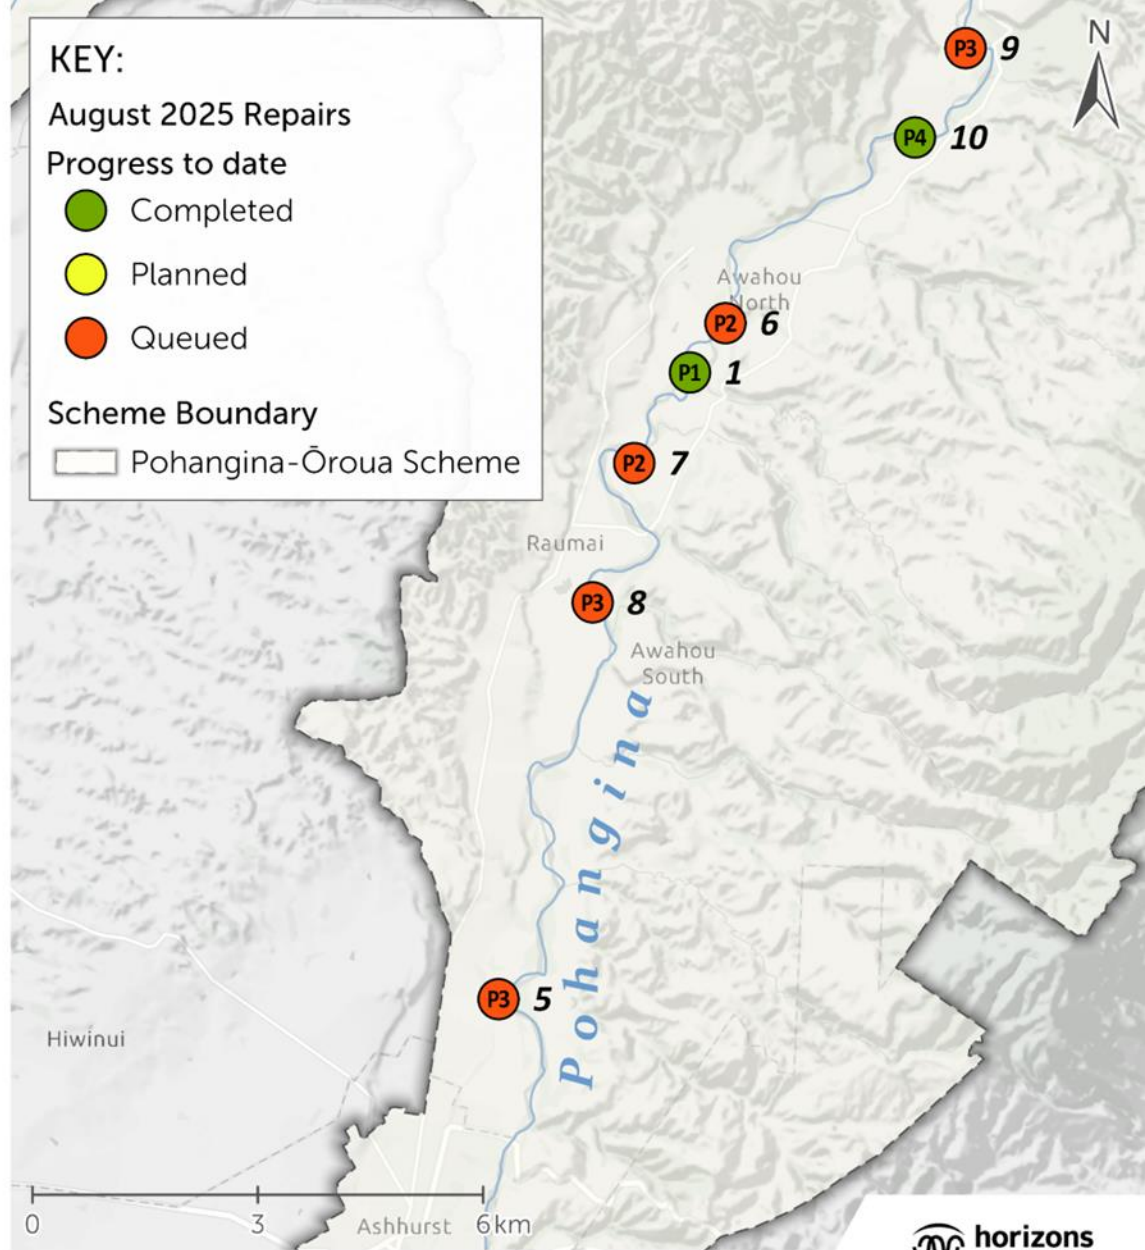 KEY:
August 2025 Repairs
Progress to date
Completed
Planned
Queued
Scheme Boundary
Pohangina-Ōroua Scheme
N
P3 9
P4 10
Awahou
North
P2 6
P1 1
P2 7
Raumai
P3 8
Awahou
South
Pohangina
P3 5
Hiwinui
0 3 6km
Ashhurst
horizons